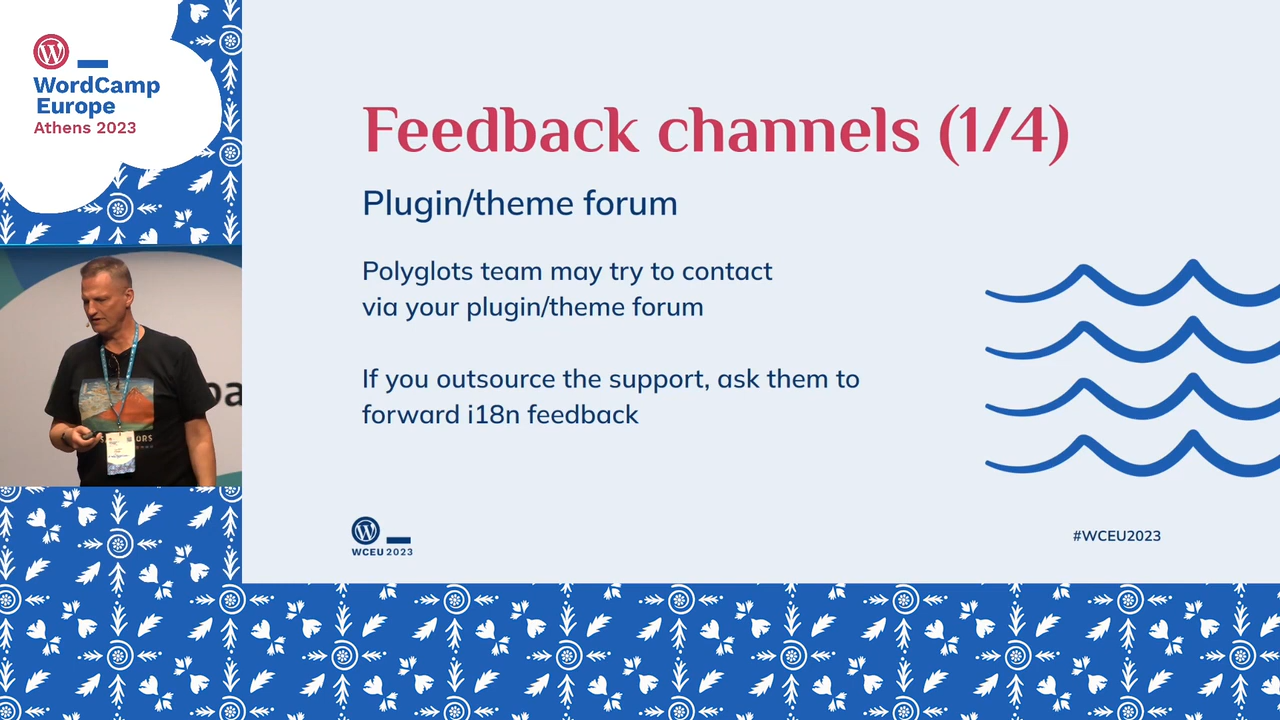 WordCamp
Europe
Athens 2023
Feedback channels (1/4)
Plugin/theme forum
Polyglots team may try to contact
via your plugin/theme forum
If you outsource the support, ask them to
forward i18n feedback
WCEU 2023
#WCEU2023